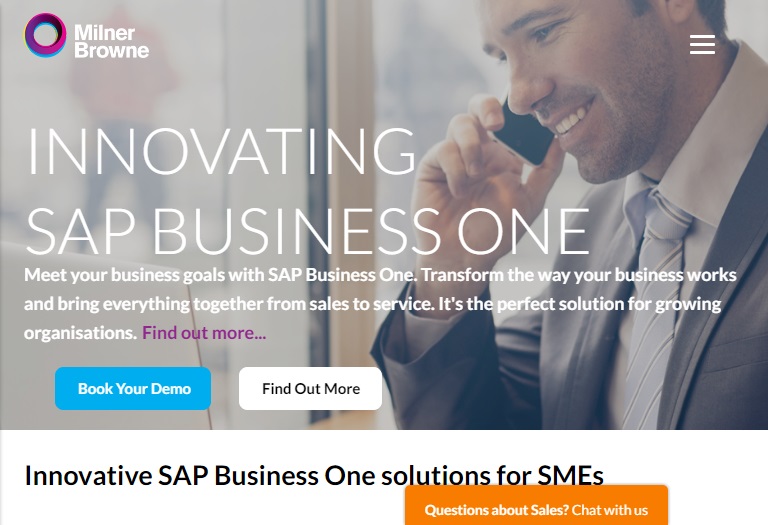 Milner
Browne
INNOVATING
SAP BUSINESS ONE
Meet your business goals with SAP Business One. Transform the way your business works
and bring everything together from sales to service. It's the perfect solution for growing
organisations. Find out more...
Book Your Demo
Find Out More
Innovative SAP Business One solutions for SMEs
Questions about Sales? Chat with us